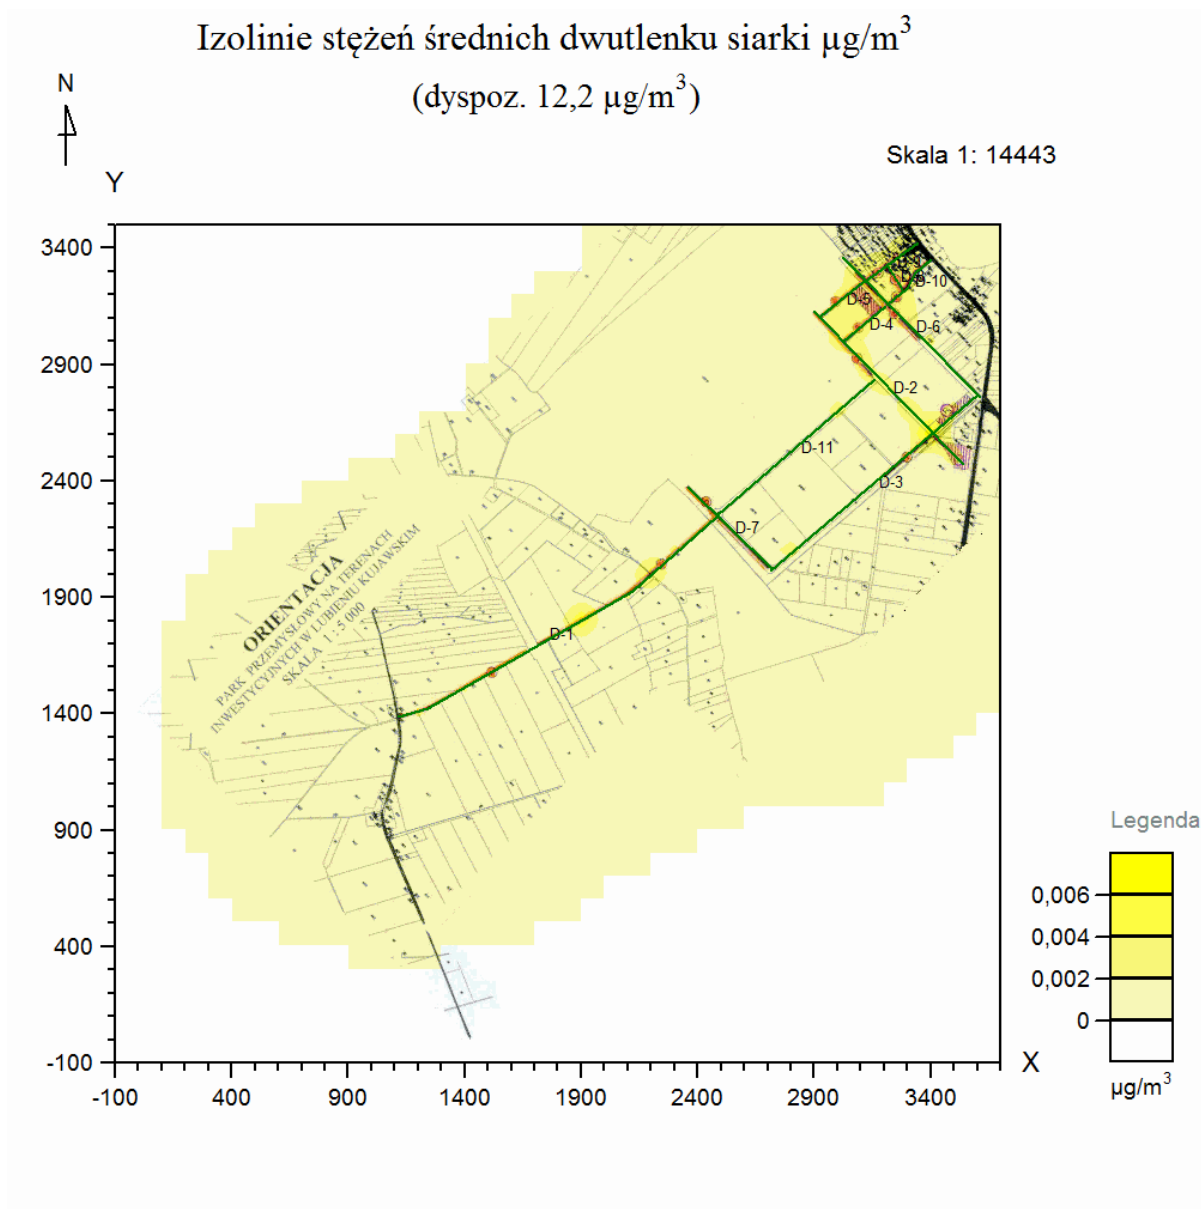 Izolinie stężeń średnich dwutlenku siarki µg/m³
(dyspoz. 12,2 µg/m³)
N
Skala 1: 14443
Y
3400
2900
2400
1900
1400
900
400
-100
-100
400
900
1400
1900
2400
2900
3400
X
D-10
D-5
D-4
D-6
D-2
D-11
D-3
D-7
D-1
ORIENTACJA
PARK PRZEMYSŁOWY NA TERENACH
INWESTYCYJNYCH W LUBIENIU KUJAWSKIM
SKALA 1 : 5 000
Legenda
0,006
0,004
0,002
0
µg/m³